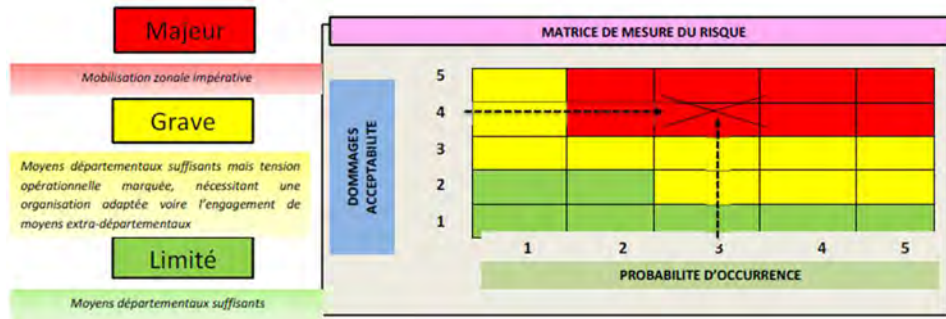 Majeur
Mobilisation zonale impérative
Grave
Moyens départementaux suffisants mais tension
opérationnelle marquée, nécessitant une
organisation adaptée voire l'engagement de
moyens extra-départementaux
Limité
Moyens départementaux suffisants
MATRICE DE MESURE DU RISQUE
DOMMAGES
ACCEPTABILITE
5
4
3
2
1
1 2 3 4 5
PROBABILITE D'OCCURRENCE